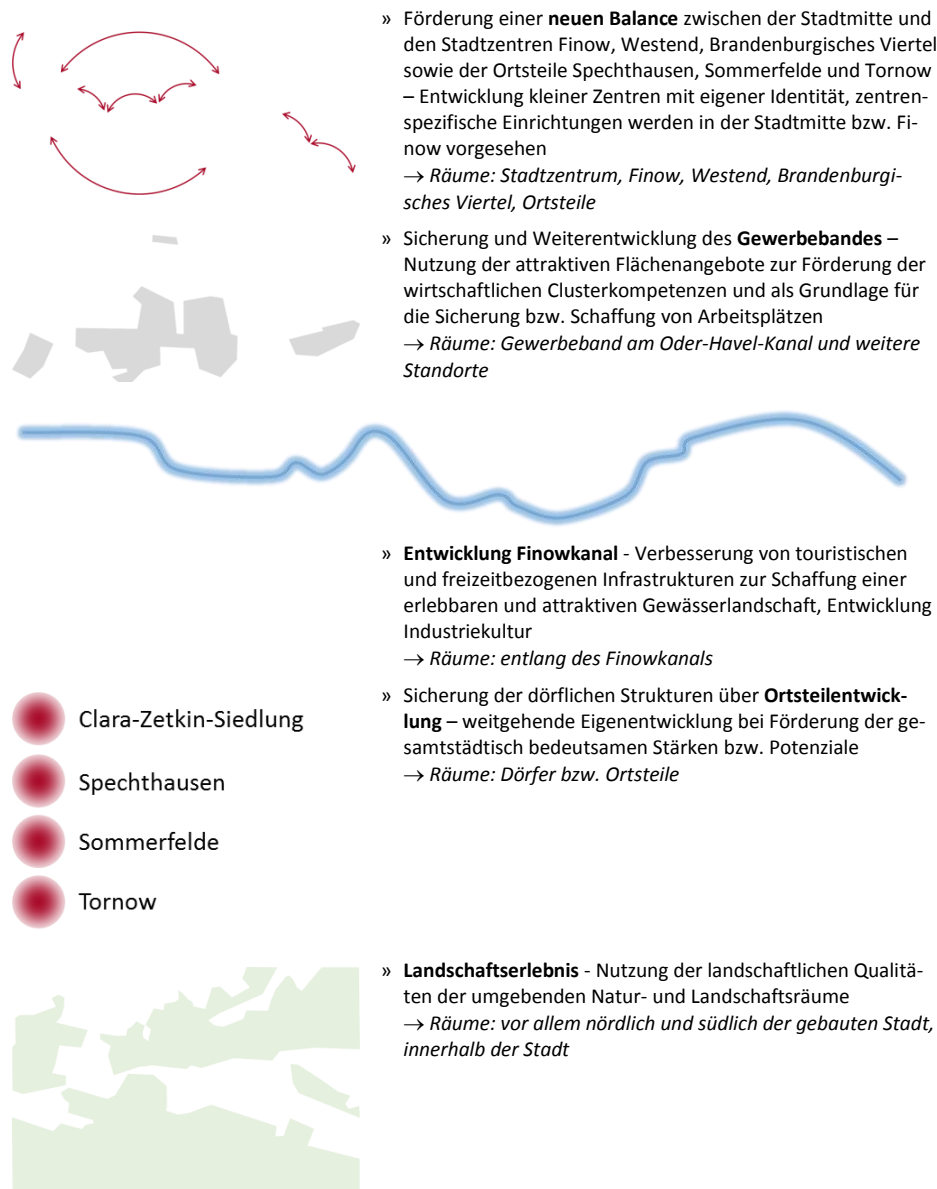 » Förderung einer neuen Balance zwischen der Stadtmitte und
den Stadtzentren Finow, Westend, Brandenburgisches Viertel
sowie der Ortsteile Spechthausen, Sommerfelde und Tornow
– Entwicklung kleiner Zentren mit eigener Identität, zentren-
spezifische Einrichtungen werden in der Stadtmitte bzw. Fi-
now vorgesehen
→ Räume: Stadtzentrum, Finow, Westend, Brandenburgi-
sches Viertel, Ortsteile
» Sicherung und Weiterentwicklung des Gewerbebandes –
Nutzung der attraktiven Flächenangebote zur Förderung der
wirtschaftlichen Clusterkompetenzen und als Grundlage für
die Sicherung bzw. Schaffung von Arbeitsplätzen
→ Räume: Gewerbeband am Oder-Havel-Kanal und weitere
Standorte
» Entwicklung Finowkanal - Verbesserung von touristischen
und freizeitbezogenen Infrastrukturen zur Schaffung einer
erlebbaren und attraktiven Gewässerlandschaft, Entwicklung
Industriekultur
→ Räume: entlang des Finowkanals
» Sicherung der dörflichen Strukturen über Ortsteilentwick-
lung – weitgehende Eigenentwicklung bei Förderung der ge-
samtstädtisch bedeutsamen Stärken bzw. Potenziale
→ Räume: Dörfer bzw. Ortsteile
Clara-Zetkin-Siedlung
Spechthausen
Sommerfelde
Tornow
» Landschaftserlebnis - Nutzung der landschaftlichen Qualitä-
ten der umgebenden Natur- und Landschaftsräume
→ Räume: vor allem nördlich und südlich der gebauten Stadt,
innerhalb der Stadt